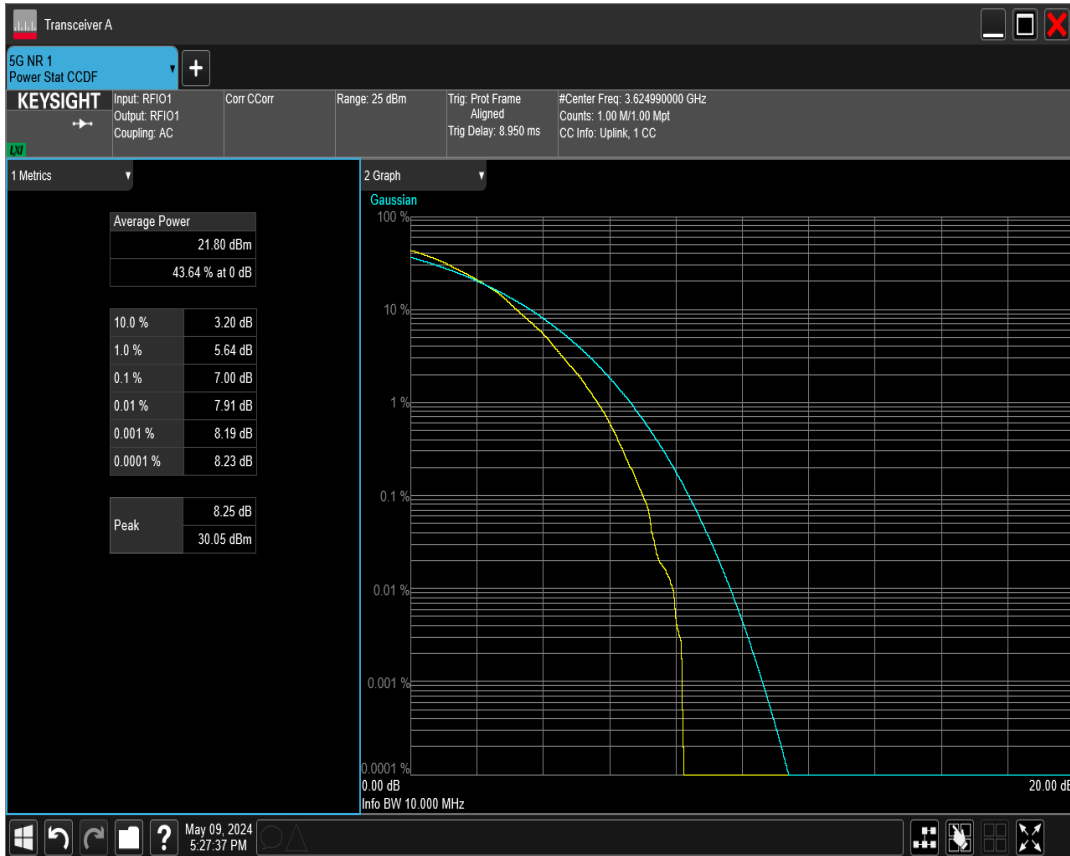 Transceiver A
5G NR 1
Power Stat CCDF
+
KEYSIGHT
LXI
Input: RFIO1
Output: RFIO1
Coupling: AC
Corr CCorr
Range: 25 dBm
Trig: Prot Frame
Aligned
Trig Delay: 8.950 ms
#Center Freq: 3.624990000 GHz
Counts: 1.00 M/1.00 Mpt
CC Info: Uplink, 1 CC
1 Metrics
Average Power
21.80 dBm
43.64 % at 0 dB
10.0 % 3.20 dB
1.0 % 5.64 dB
0.1 % 7.00 dB
0.01 % 7.91 dB
0.001 % 8.19 dB
0.0001 % 8.23 dB
Peak
8.25 dB
30.05 dBm
2 Graph
Gaussian
100 %
10 %
1 %
0.1 %
0.01 %
0.001 %
0.0001 %
0.00 dB 20.00 dB
Info BW 10.000 MHz
?
May 09, 2024
5:27:37 PM